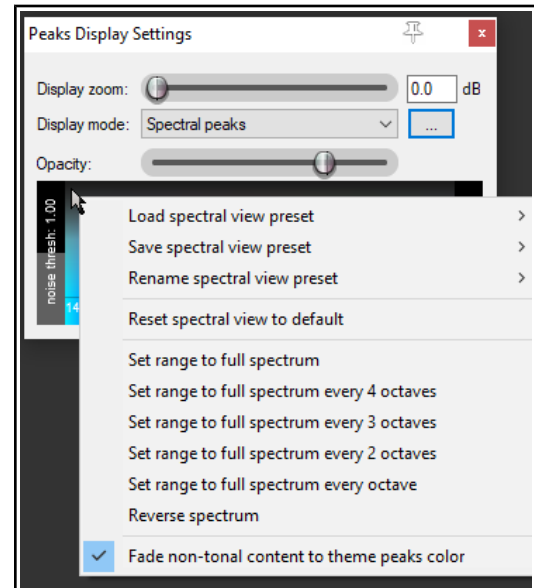 Peaks Display Settings
x
Display zoom:
0.0 dB
Display mode: Spectral peaks
...
Opacity:
noise thresh: 1.00
14
Load spectral view preset
Save spectral view preset
Rename spectral view preset
Reset spectral view to default
Set range to full spectrum
Set range to full spectrum every 4 octaves
Set range to full spectrum every 3 octaves
Set range to full spectrum every 2 octaves
Set range to full spectrum every octave
Reverse spectrum
Fade non-tonal content to theme peaks color